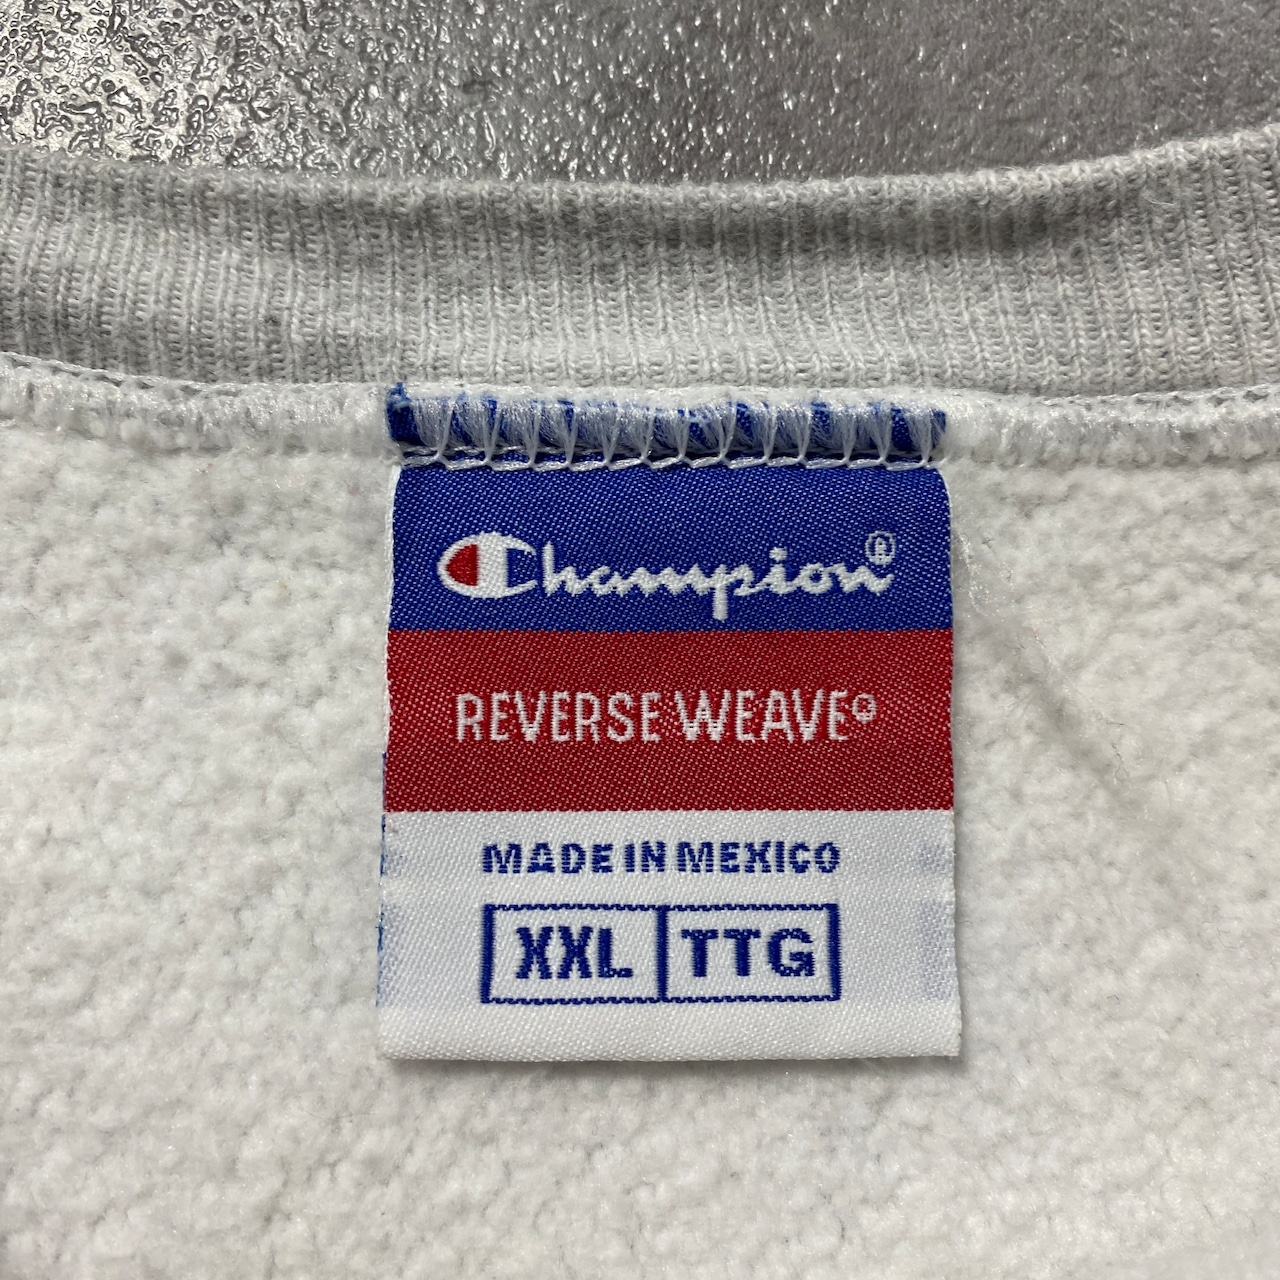 Champion®
REVERSE WEAVE®
MADE IN MEXICO
XXL TTG